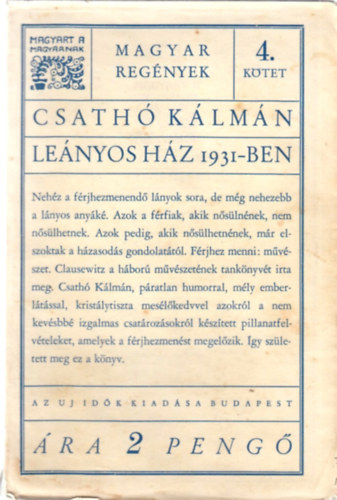 MAGYART A
MAGYARNAK
MAGYAR
REGÉNYEK
4.
KÖTET
CSATHÓ KÁLMÁN
LEÁNYOS HÁZ 1931-BEN
Nehéz a férjhezmenendő lányok sora, de még nehezebb
a lányos anyáké. Azok a férfiak, akik nősülnének, nem
nősülhetnek. Azok pedig, akik nősülhetnének, már el-
szoktak a házasodás gondolatától. Férjhez menni: művé-
szet. Clausewitz a háború művészetének tankönyvét irta
meg. Csathó Kálmán, páratlan humorral, mély ember-
látással, kristálytiszta mesélőkedvvel azokról a nem
kevésbbé izgalmas csatározásokról készített pillanatfel-
vételeket, amelyek a férjhezmenést megelőzik. Így szüle-
tett meg ez a könyv.
AZ UJ IDŐK KIADÁSA BUDAPEST
ÁRA 2 PENGŐ